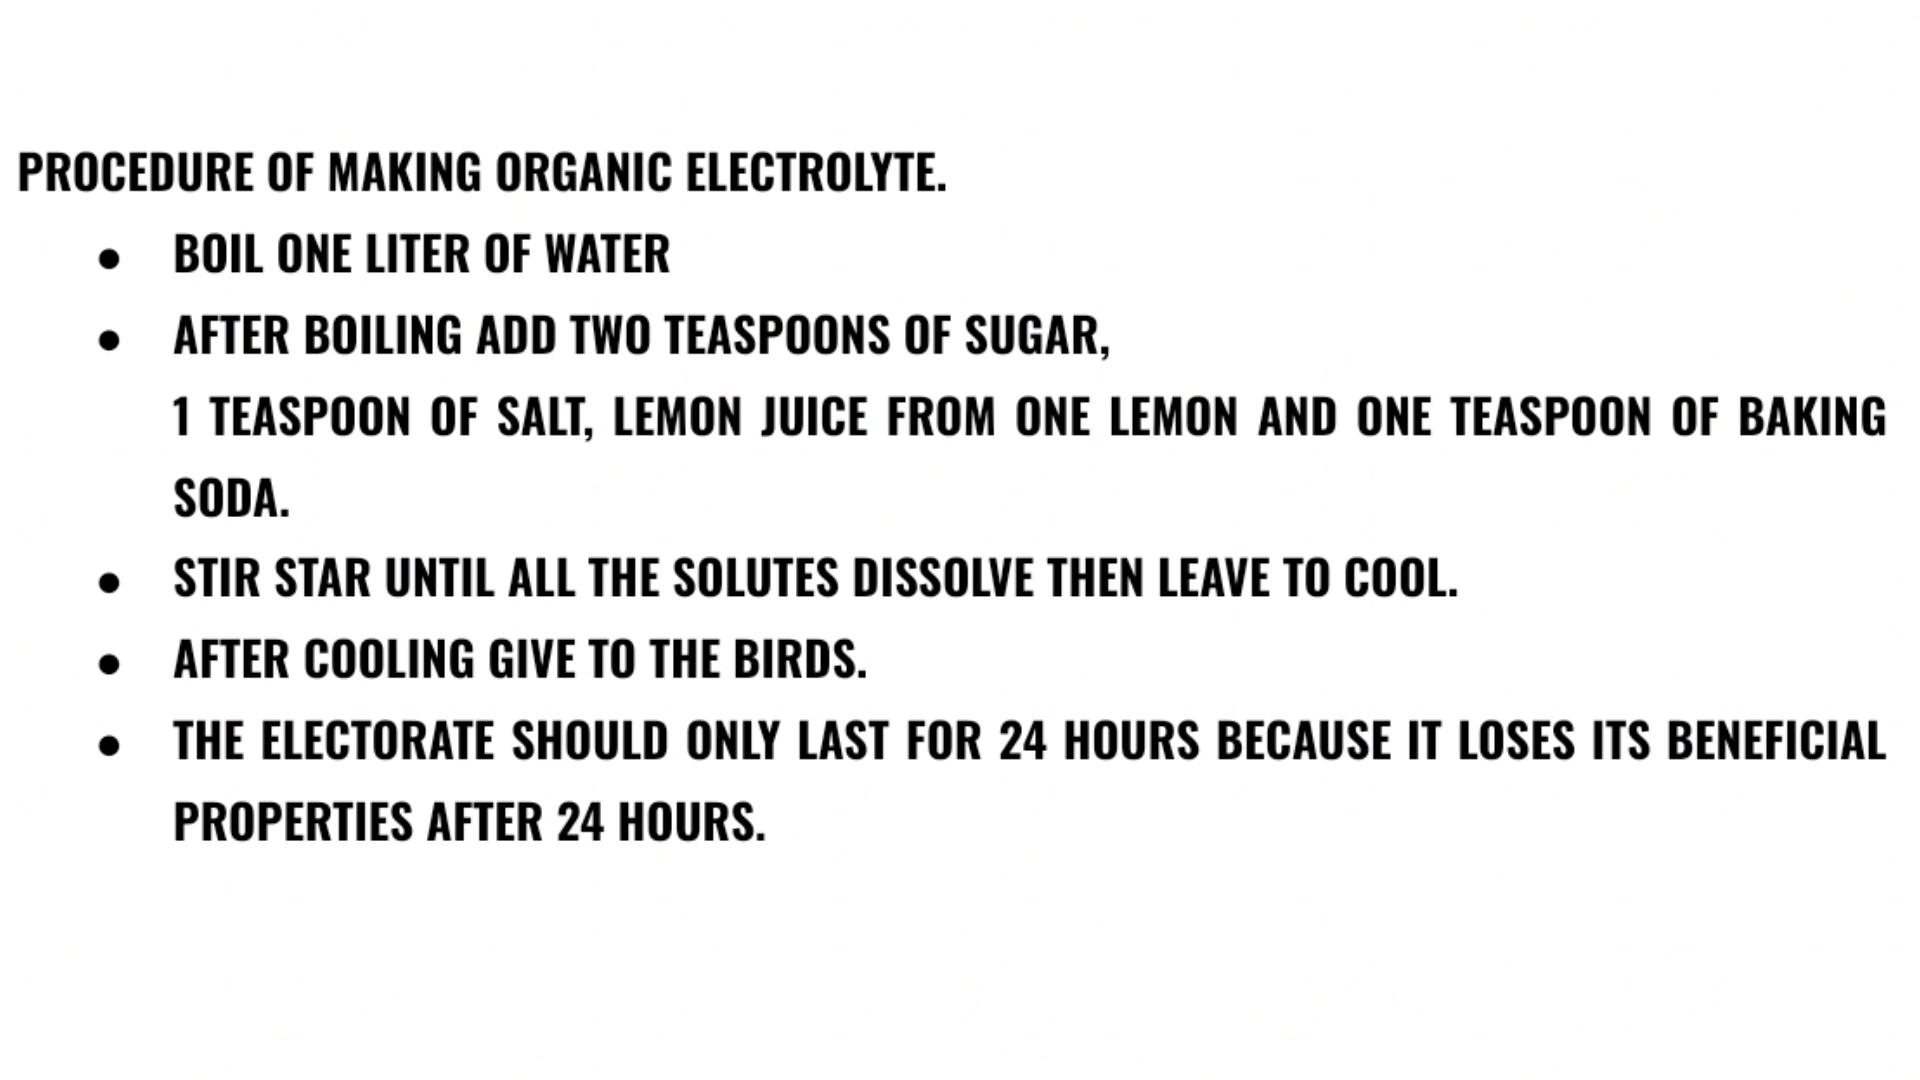 PROCEDURE OF MAKING ORGANIC ELECTROLYTE.
● BOIL ONE LITER OF WATER
● AFTER BOILING ADD TWO TEASPOONS OF SUGAR,
1 TEASPOON OF SALT, LEMON JUICE FROM ONE LEMON AND ONE TEASPOON OF BAKING
SODA.
● STIR STAR UNTIL ALL THE SOLUTES DISSOLVE THEN LEAVE TO COOL.
● AFTER COOLING GIVE TO THE BIRDS.
● THE ELECTORATE SHOULD ONLY LAST FOR 24 HOURS BECAUSE IT LOSES ITS BENEFICIAL
PROPERTIES AFTER 24 HOURS.